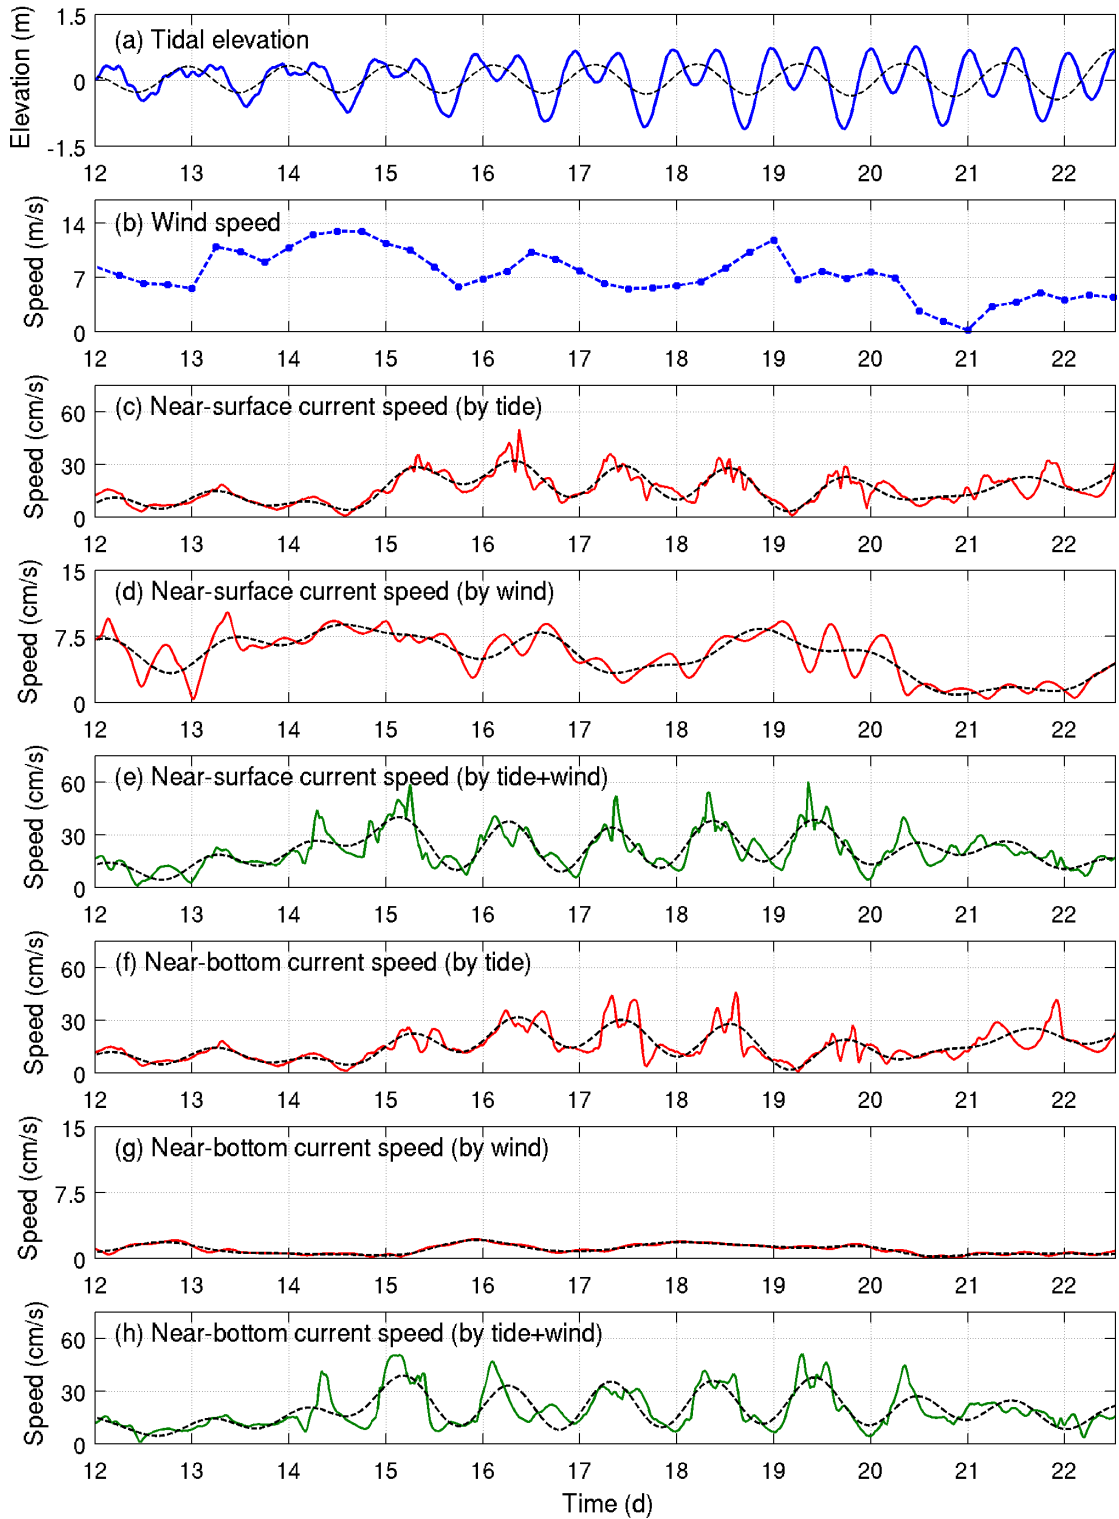 1.5
(a) Tidal elevation
Elevation (m)
0
-1.5
12 13 14 15 16 17 18 19 20 21 22
(b) Wind speed
Speed (m/s)
14
7
0
12 13 14 15 16 17 18 19 20 21 22
(c) Near-surface current speed (by tide)
Speed (cm/s)
60
30
0
12 13 14 15 16 17 18 19 20 21 22
15
(d) Near-surface current speed (by wind)
Speed (cm/s)
7.5
0
12 13 14 15 16 17 18 19 20 21 22
(e) Near-surface current speed (by tide+wind)
Speed (cm/s)
60
30
0
12 13 14 15 16 17 18 19 20 21 22
(f) Near-bottom current speed (by tide)
Speed (cm/s)
60
30
0
12 13 14 15 16 17 18 19 20 21 22
15
(g) Near-bottom current speed (by wind)
Speed (cm/s)
7.5
0
12 13 14 15 16 17 18 19 20 21 22
(h) Near-bottom current speed (by tide+wind)
Speed (cm/s)
60
30
0
12 13 14 15 16 17 18 19 20 21 22
Time (d)